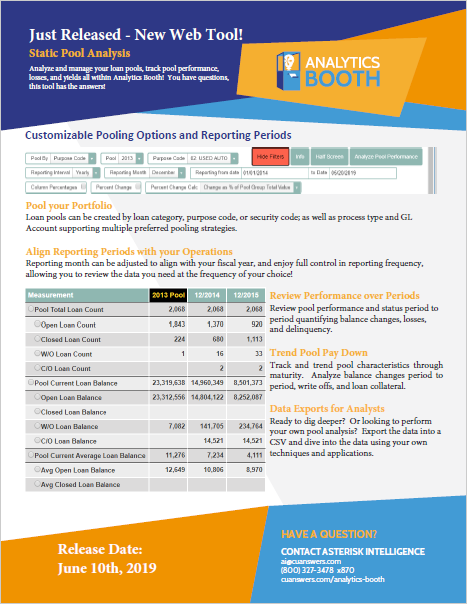 Just Released - New Web Tool!
Static Pool Analysis
Analyze and manage your loan pools, track pool performance,
losses, and yields all within Analytics Booth! You have questions,
this tool has the answers!
ANALYTICS
BOOTH
Customizable Pooling Options and Reporting Periods
Pool By Purpose Code Pool 2013 Purpose Code 02: USED AUTO Hide Filters Info Half Screen Analyze Pool Performance
Reporting Interval Yearly Reporting Month December Reporting from date 01/01/2014 to Date 05/20/2019
Column Percentages Percent Change Percent Change Calc Change as % of Pool Group Total Value
Pool your Portfolio
Loan pools can be created by loan category, purpose code, or security code; as well as process type and GL
Account supporting multiple preferred pooling strategies.
Align Reporting Periods with your Operations
Reporting month can be adjusted to align with your fiscal year, and enjoy full control in reporting frequency,
allowing you to review the data you need at the frequency of your choice!
Measurement 2013 Pool 12/2014 12/2015
Pool Total Loan Count 2,068 2,068 2,068
Open Loan Count 1,843 1,370 920
Closed Loan Count 224 680 1,113
W/O Loan Count 1 16 33
C/O Loan Count 2 2
Pool Current Loan Balance 23,319,638 14,960,349 8,501,373
Open Loan Balance 23,312,556 14,804,122 8,252,087
Closed Loan Balance
W/O Loan Balance 7,082 141,705 234,764
C/O Loan Balance 14,521 14,521
Pool Current Average Loan Balance 11,276 7,234 4,111
Avg Open Loan Balance 12,649 10,806 8,970
Avg Closed Loan Balance
Review Performance over Periods
Review pool performance and status period to
period quantifying balance changes, losses,
and delinquency.
Trend Pool Pay Down
Track and trend pool characteristics through
maturity. Analyze balance changes period to
period, write offs, and loan collateral.
Data Exports for Analysts
Ready to dig deeper? Or looking to perform
your own pool analysis? Export the data into a
CSV and dive into the data using your own
techniques and applications.
Release Date:
June 10th, 2019
HAVE A QUESTION?
CONTACT ASTERISK INTELLIGENCE
ai@cuanswers.com
(800) 327-3478 x870
cuanswers.com/analytics-booth